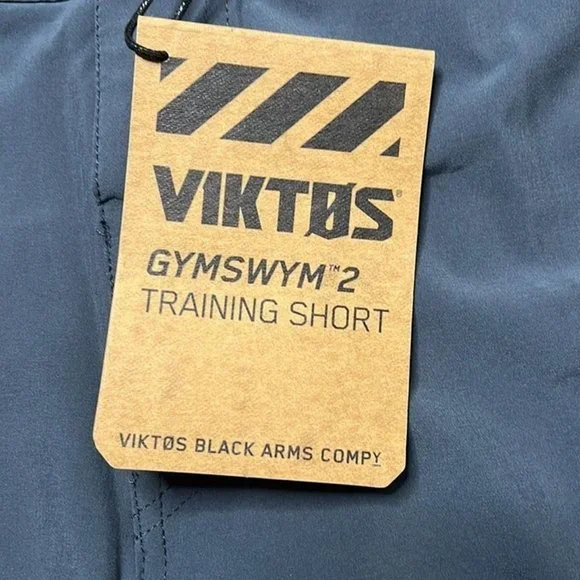 VIKTØS®
GYMSWYM™2
TRAINING SHORT
VIKTØS BLACK ARMS COMPY